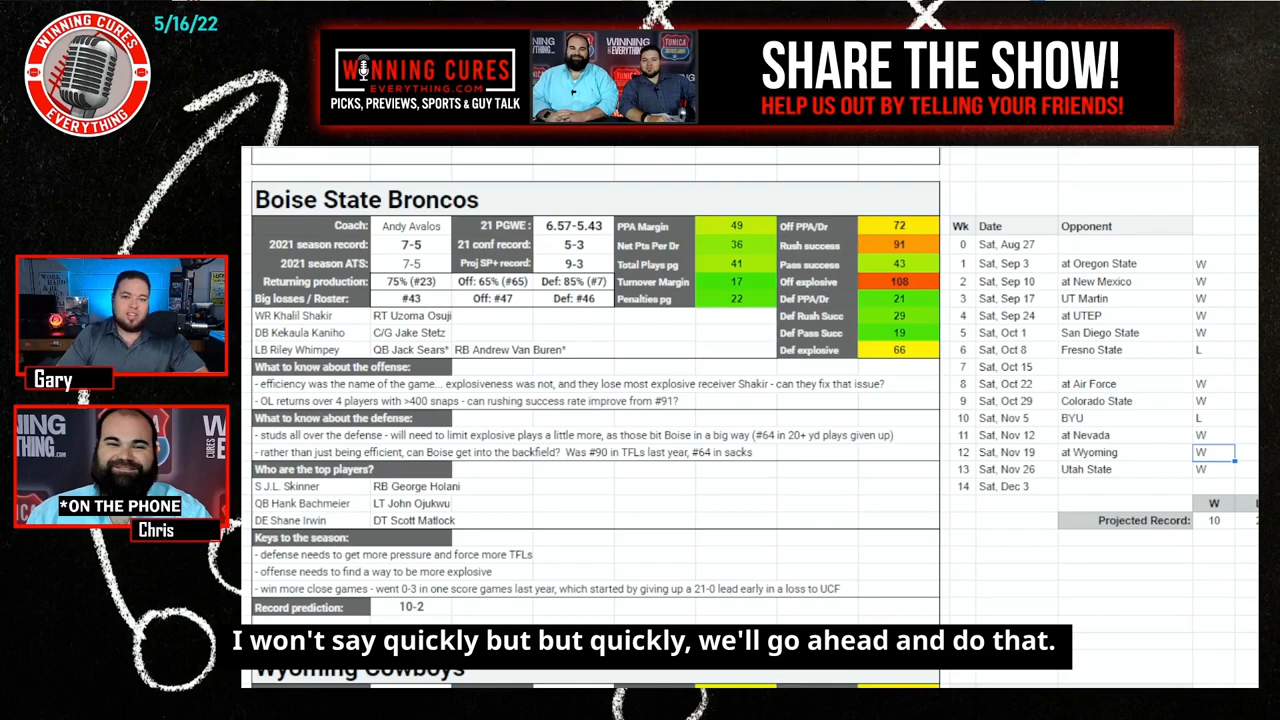 WINNING CURES
EVERYTHING
5/16/22
WINNING CURES
EVERYTHING.COM
PICKS, PREVIEWS, SPORTS & GUY TALK
WINNING
TUNICA
SHARE THE SHOW!
HELP US OUT BY TELLING YOUR FRIENDS!
Boise State Broncos
Coach: Andy Avalos 21 PGWE: 6.57-5.43 PPA Margin 49 Off PPA/Dr 72
2021 season record: 7-5 21 conf record: 5-3 Net Pts Per Dr 36 Rush success 91
2021 season ATS: 7-5 Proj SP+ record: 9-3 Total Plays pg 41 Pass success 43
Returning production: 75% (#23) Off: 65% (#65) Def: 85% (#7) Turnover Margin 17 Off explosive 108
Big losses / Roster: #43 Off: #47 Def: #46 Penalties pg 22 Def PPA/Dr 21
WR Khalil Shakir RT Uzoma Osuji Def Rush Succ 29
DB Kekaula Kaniho C/G Jake Stetz Def Pass Succ 19
LB Riley Whimpey QB Jack Sears* RB Andrew Van Buren* Def explosive 66
What to know about the offense:
- efficiency was the name of the game... explosiveness was not, and they lose most explosive receiver Shakir - can they fix that issue?
- OL returns over 4 players with >400 snaps - can rushing success rate improve from #91?
What to know about the defense:
- studs all over the defense - will need to limit explosive plays a little more, as those bit Boise in a big way (#64 in 20+ yd plays given up)
- rather than just being efficient, can Boise get into the backfield? Was #90 in TFLs last year, #64 in sacks
Who are the top players?
S J.L. Skinner RB George Holani
QB Hank Bachmeier LT John Ojukwu
DE Shane Irwin DT Scott Matlock
Keys to the season:
- defense needs to get more pressure and force more TFLs
- offense needs to find a way to be more explosive
- win more close games - went 0-3 in one score games last year, which started by giving up a 21-0 lead early in a loss to UCF
Record prediction: 10-2
Wk Date Opponent
0 Sat, Aug 27
1 Sat, Sep 3 at Oregon State W
2 Sat, Sep 10 at New Mexico W
3 Sat, Sep 17 UT Martin W
4 Sat, Sep 24 at UTEP W
5 Sat, Oct 1 San Diego State W
6 Sat, Oct 8 Fresno State L
7 Sat, Oct 15
8 Sat, Oct 22 at Air Force W
9 Sat, Oct 29 Colorado State W
10 Sat, Nov 5 BYU L
11 Sat, Nov 12 at Nevada W
12 Sat, Nov 19 at Wyoming W
13 Sat, Nov 26 Utah State W
14 Sat, Dec 3
W
Projected Record: 10
Gary
*ON THE PHONE
Chris
I won't say quickly but but quickly, we'll go ahead and do that.
Wyoming Cowboys